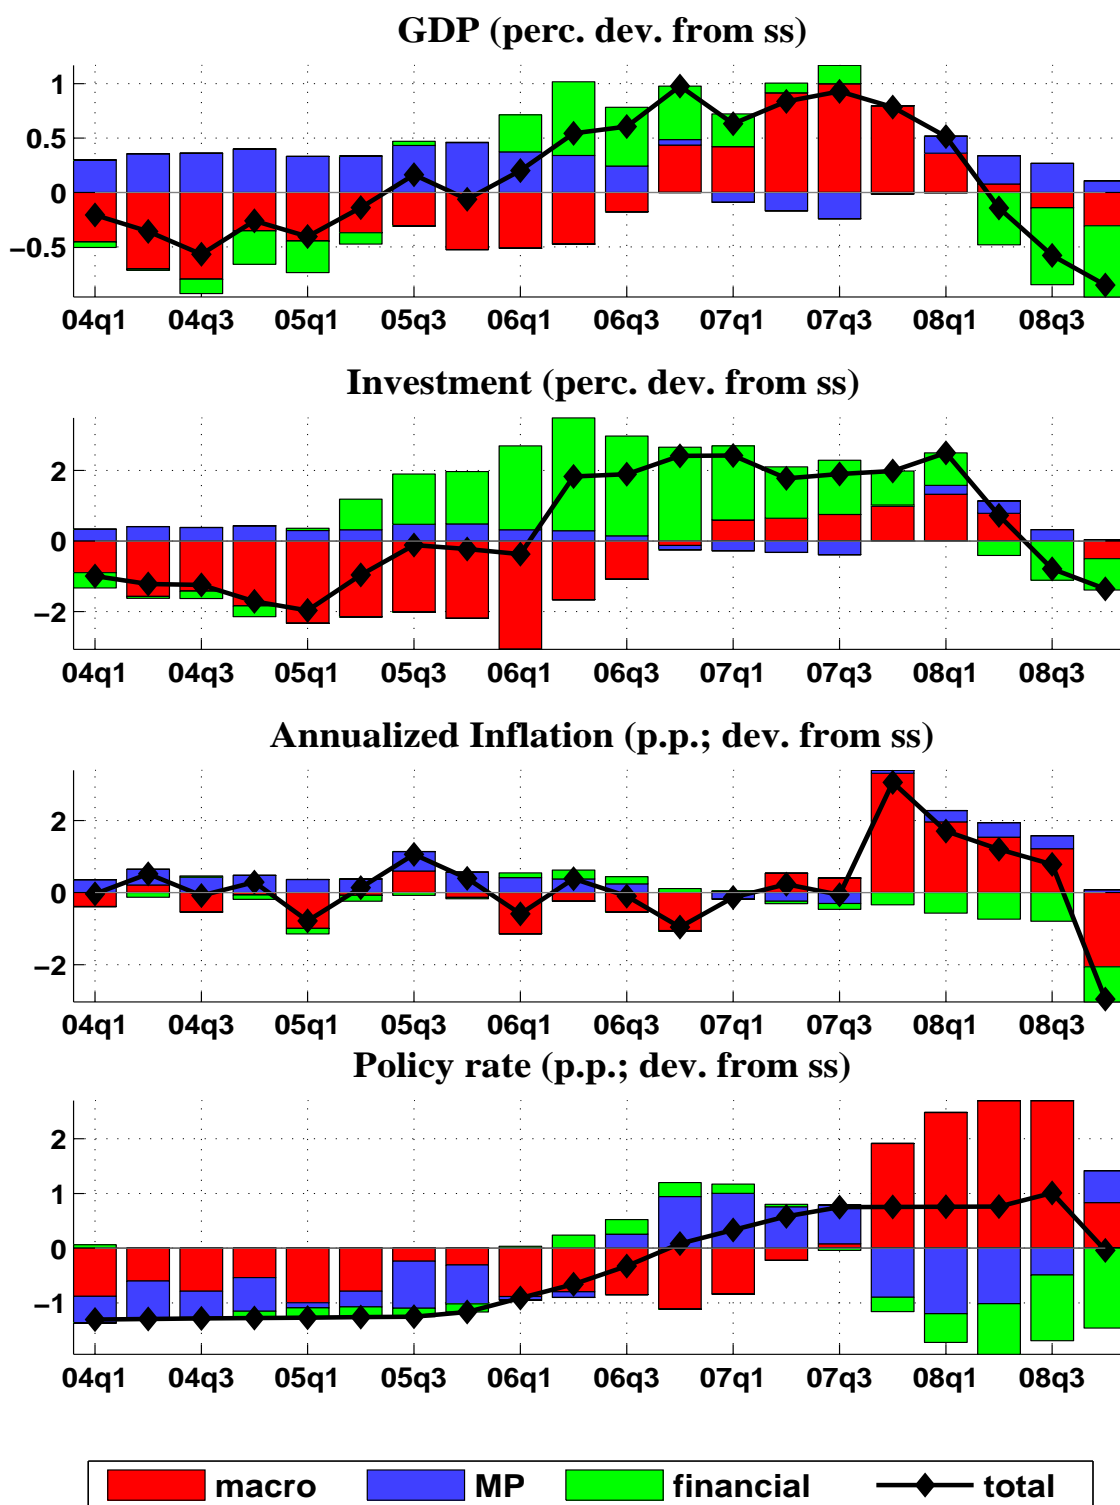 GDP (perc. dev. from ss)
1
0.5
0
−0.5
04q1 04q3 05q1 05q3 06q1 06q3 07q1 07q3 08q1 08q3
Investment (perc. dev. from ss)
2
0
−2
04q1 04q3 05q1 05q3 06q1 06q3 07q1 07q3 08q1 08q3
Annualized Inflation (p.p.; dev. from ss)
2
0
−2
04q1 04q3 05q1 05q3 06q1 06q3 07q1 07q3 08q1 08q3
Policy rate (p.p.; dev. from ss)
2
1
0
−1
04q1 04q3 05q1 05q3 06q1 06q3 07q1 07q3 08q1 08q3
macro MP financial total